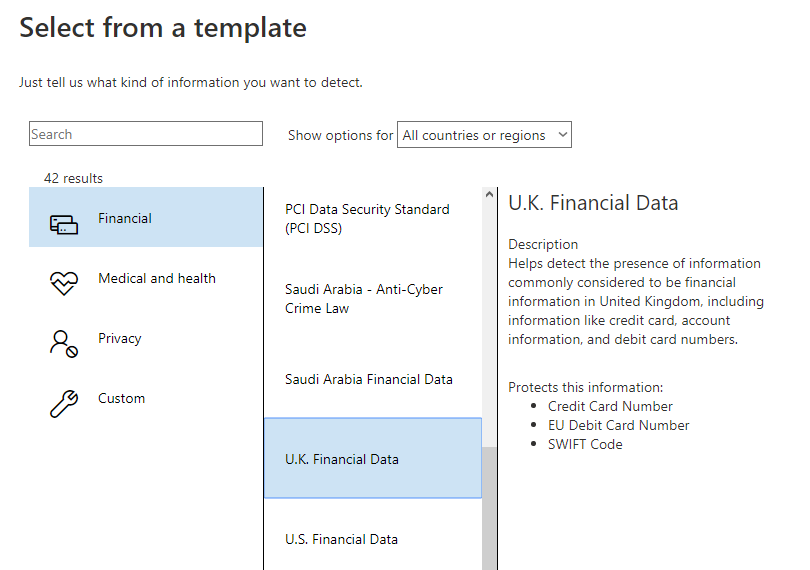 Select from a template
Just tell us what kind of information you want to detect.
Search
Show options for
All countries or regions
42 results
Financial
Medical and health
Privacy
Custom
PCI Data Security Standard
(PCI DSS)
Saudi Arabia - Anti-Cyber
Crime Law
Saudi Arabia Financial Data
U.K. Financial Data
U.S. Financial Data
U.K. Financial Data
Description
Helps detect the presence of information
commonly considered to be financial
information in United Kingdom, including
information like credit card, account
information, and debit card numbers.
Protects this information:
• Credit Card Number
• EU Debit Card Number
• SWIFT Code